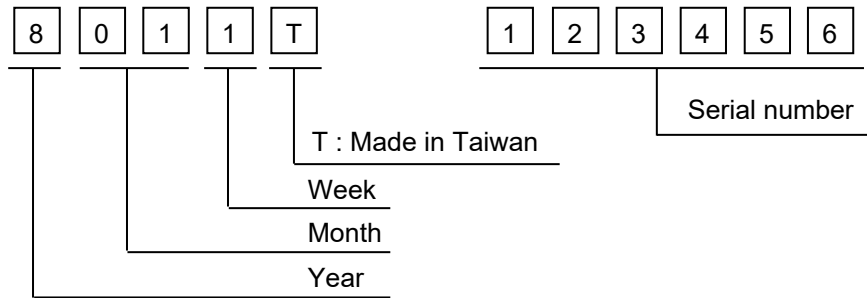 8 0 1 1 T 1 2 3 4 5 6
Serial number
T : Made in Taiwan
Week
Month
Year